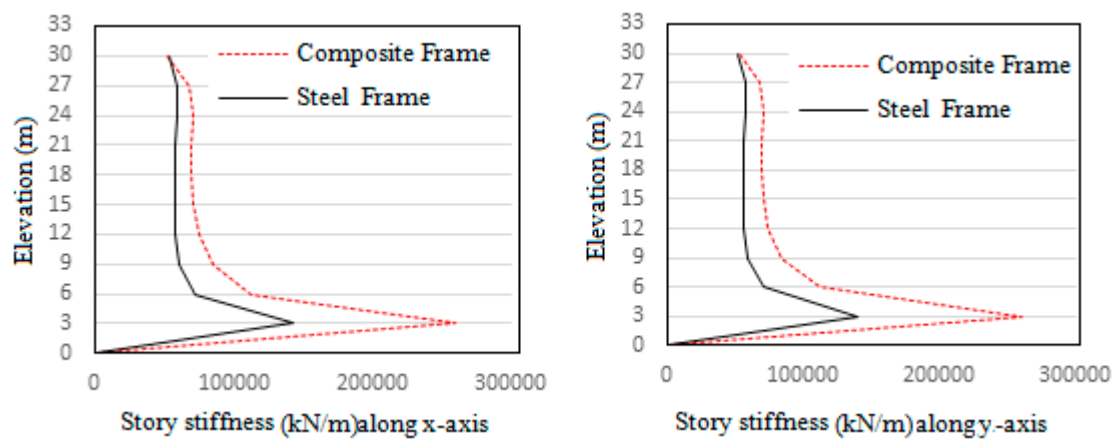 33
30
27
24
21
18
15
12
9
6
3
0
Elevation (m)
Composite Frame
Steel Frame
0 100000 200000 300000
Story stiffness (kN/m)along x-axis
33
30
27
24
21
18
15
12
9
6
3
0
Elevation (m)
Composite Frame
Steel Frame
0 100000 200000 300000
Story stiffness (kN/m)along y.-axis